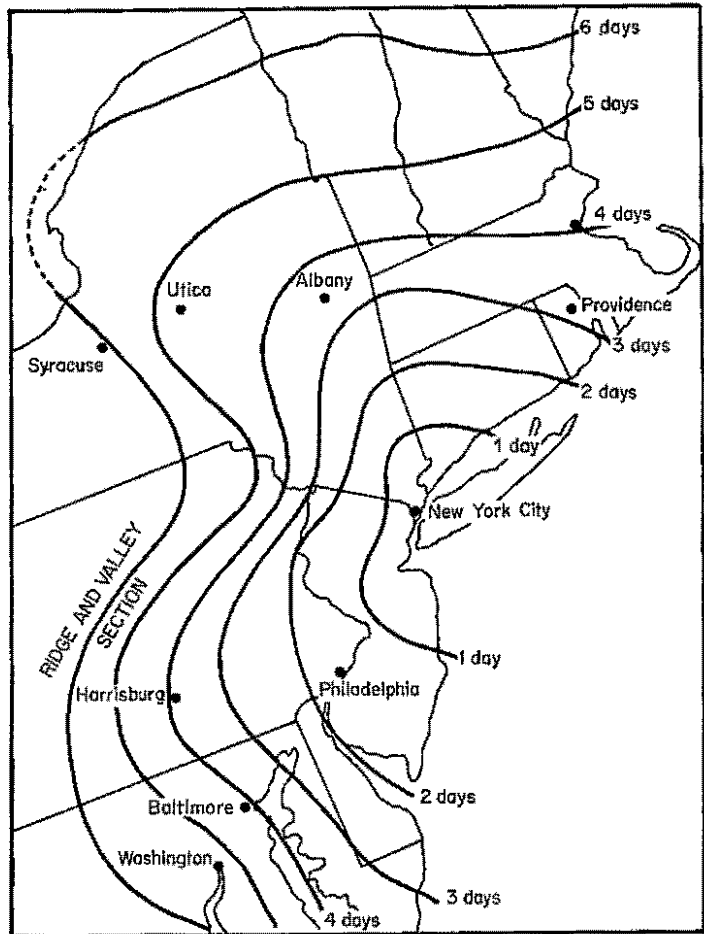 6 days
5 days
4 days
Albany
Utica
Providence
3 days
Syracuse
2 days
1 day
New York City
RIDGE AND VALLEY
SECTION
1 day
Philadelphia
Harrisburg
2 days
Baltimore
Washington
3 days
4 days